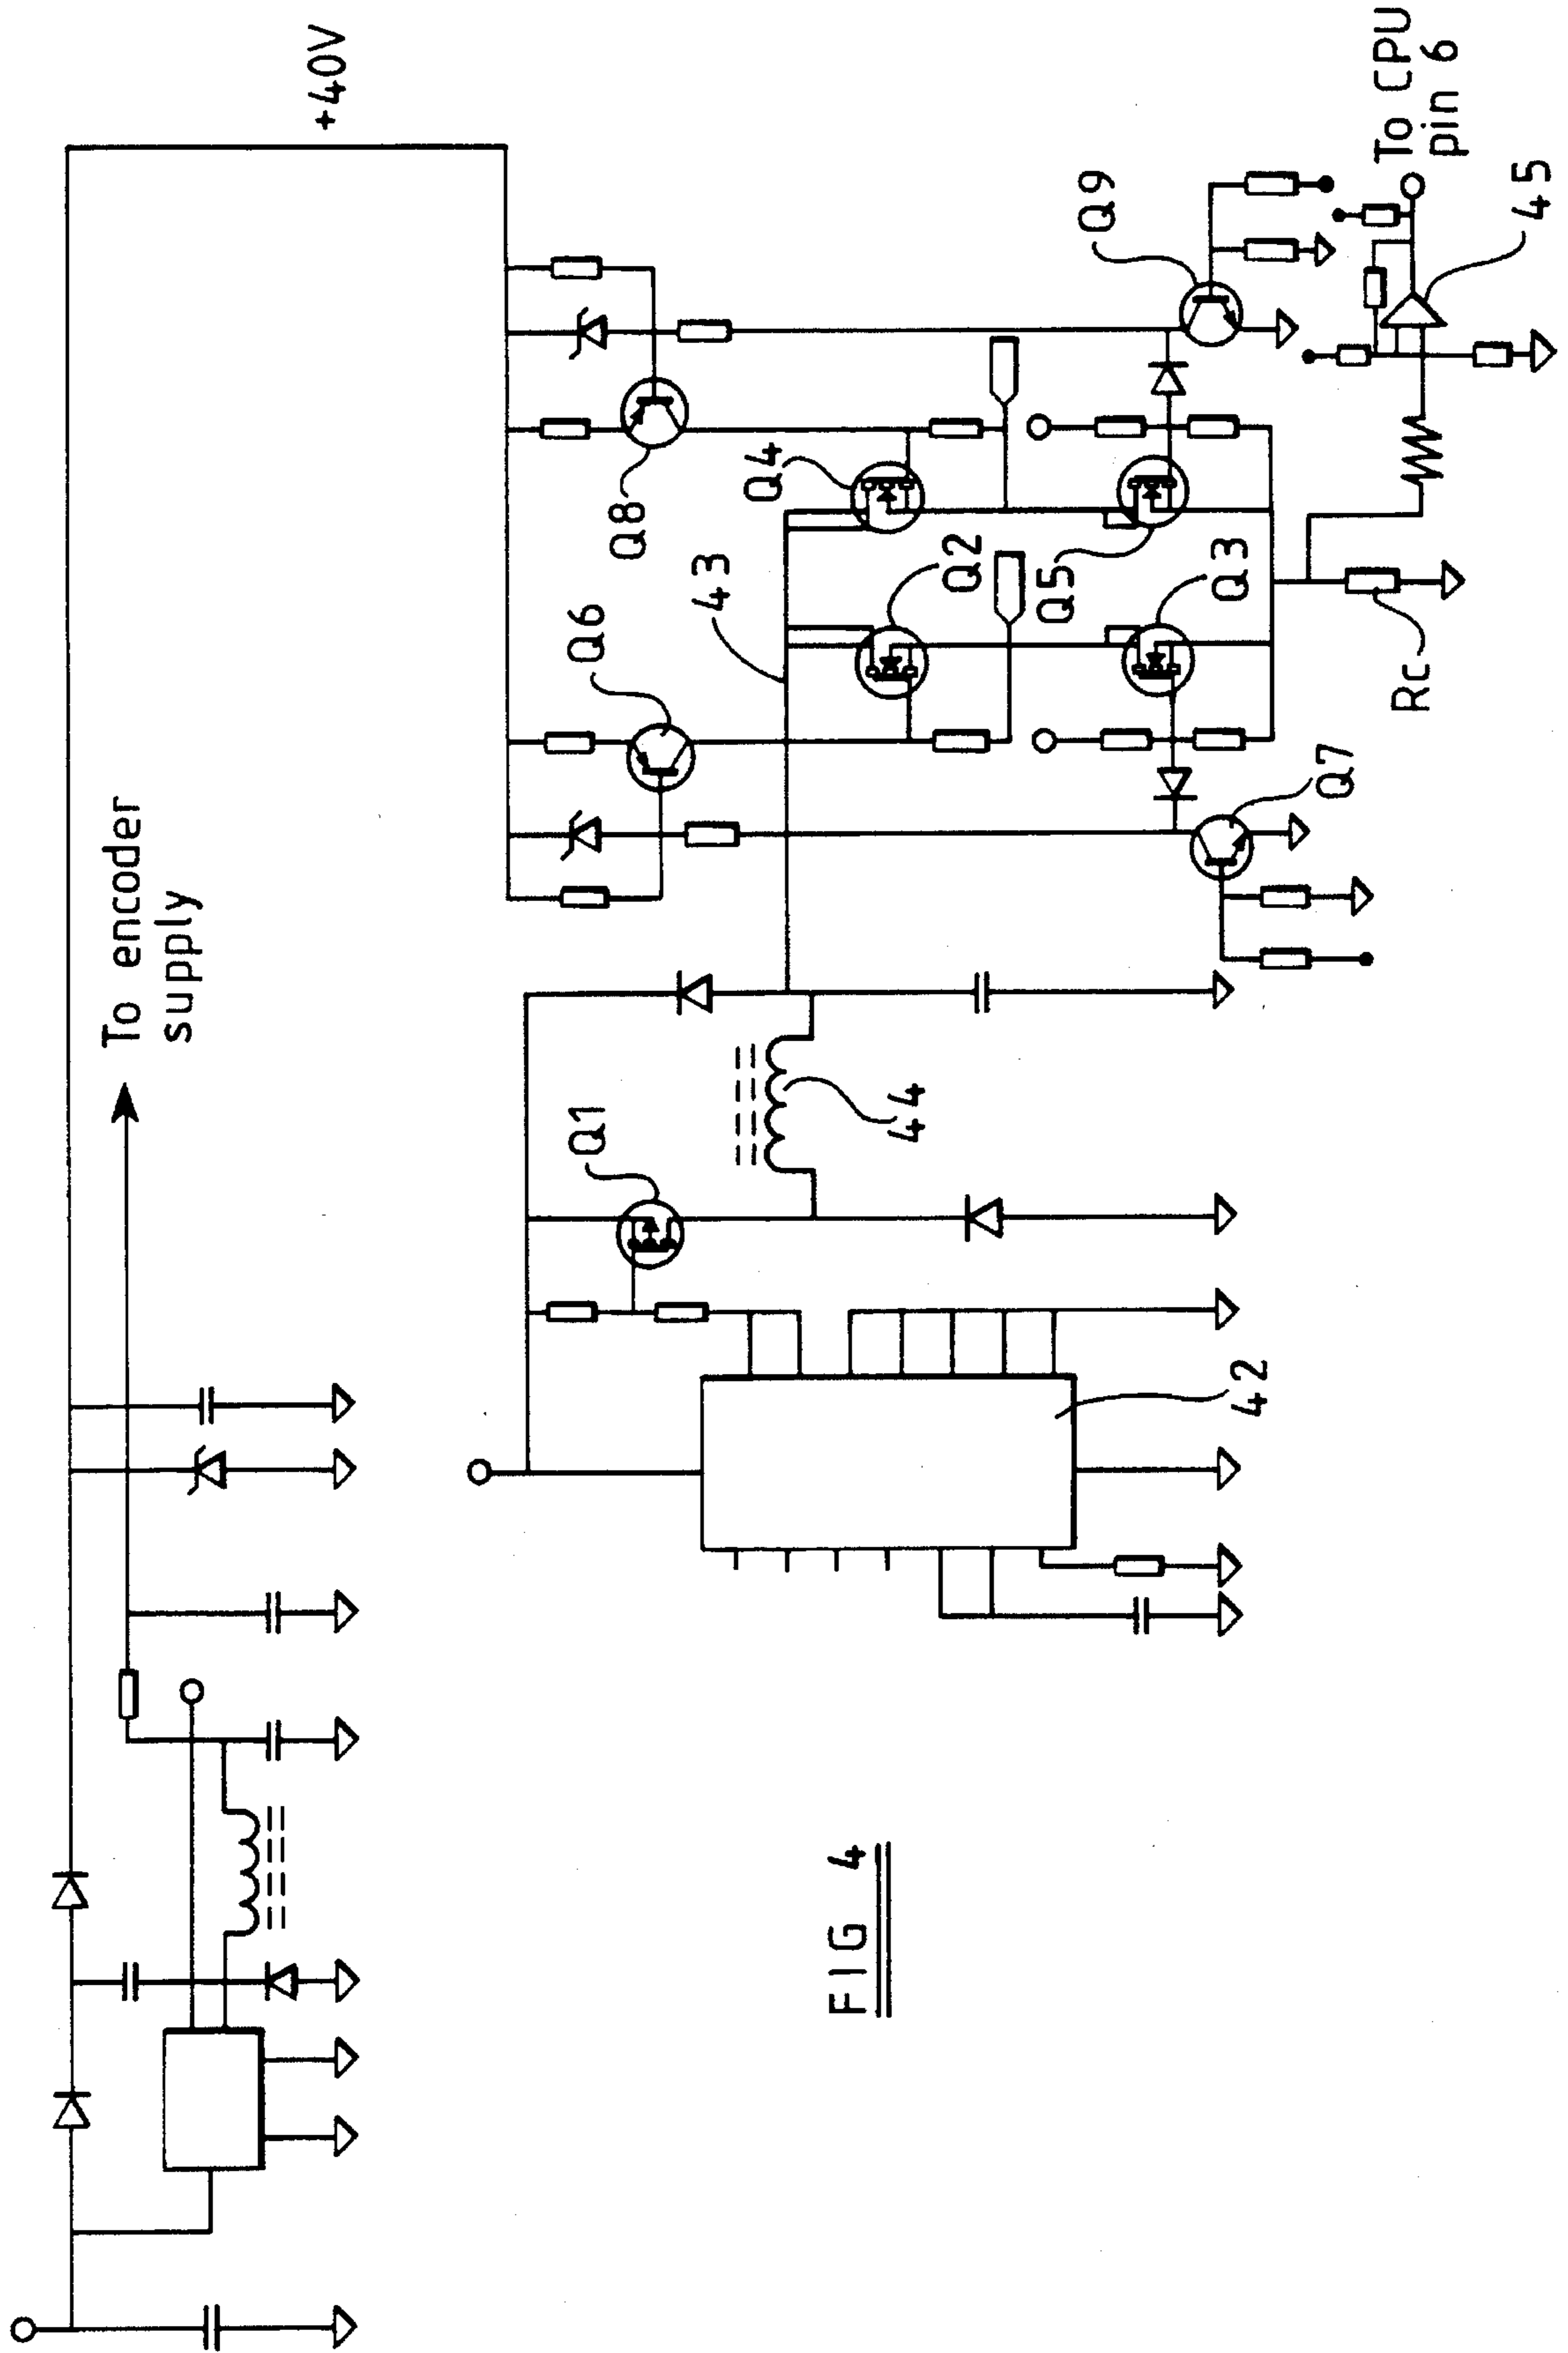 +40V
To encoder
supply
Q8
Q6
Q4
43
Q2
Q5
Q3
Q9
To CPU
pin 6
45
Rc
Q7
Q1
44
42
FIG 4